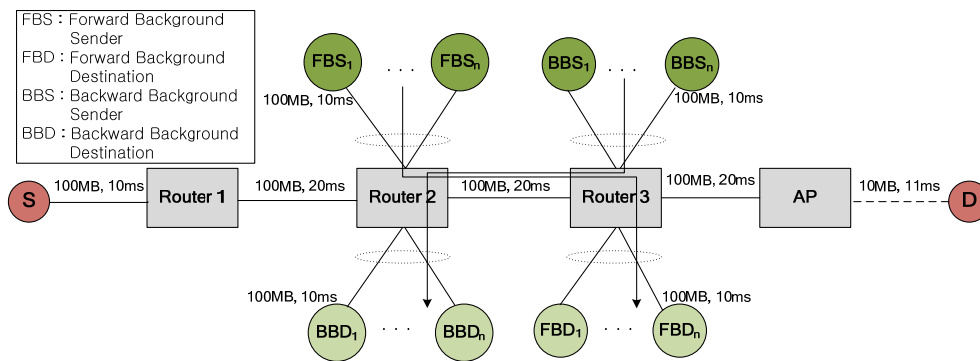 FBS : Forward Background
Sender
FBD : Forward Background
Destination
BBS : Backward Background
Sender
BBD : Backward Background
Destination
FBS1 . . . FBSn
BBS1 . . . BBSn
100MB, 10ms
100MB, 10ms
S
100MB, 10ms
Router 1
100MB, 20ms
Router 2
100MB, 20ms
Router 3
100MB, 20ms
AP
10MB, 11ms
D
100MB, 10ms
100MB, 10ms
BBD1 . . . BBDn
FBD1 . . . FBDn